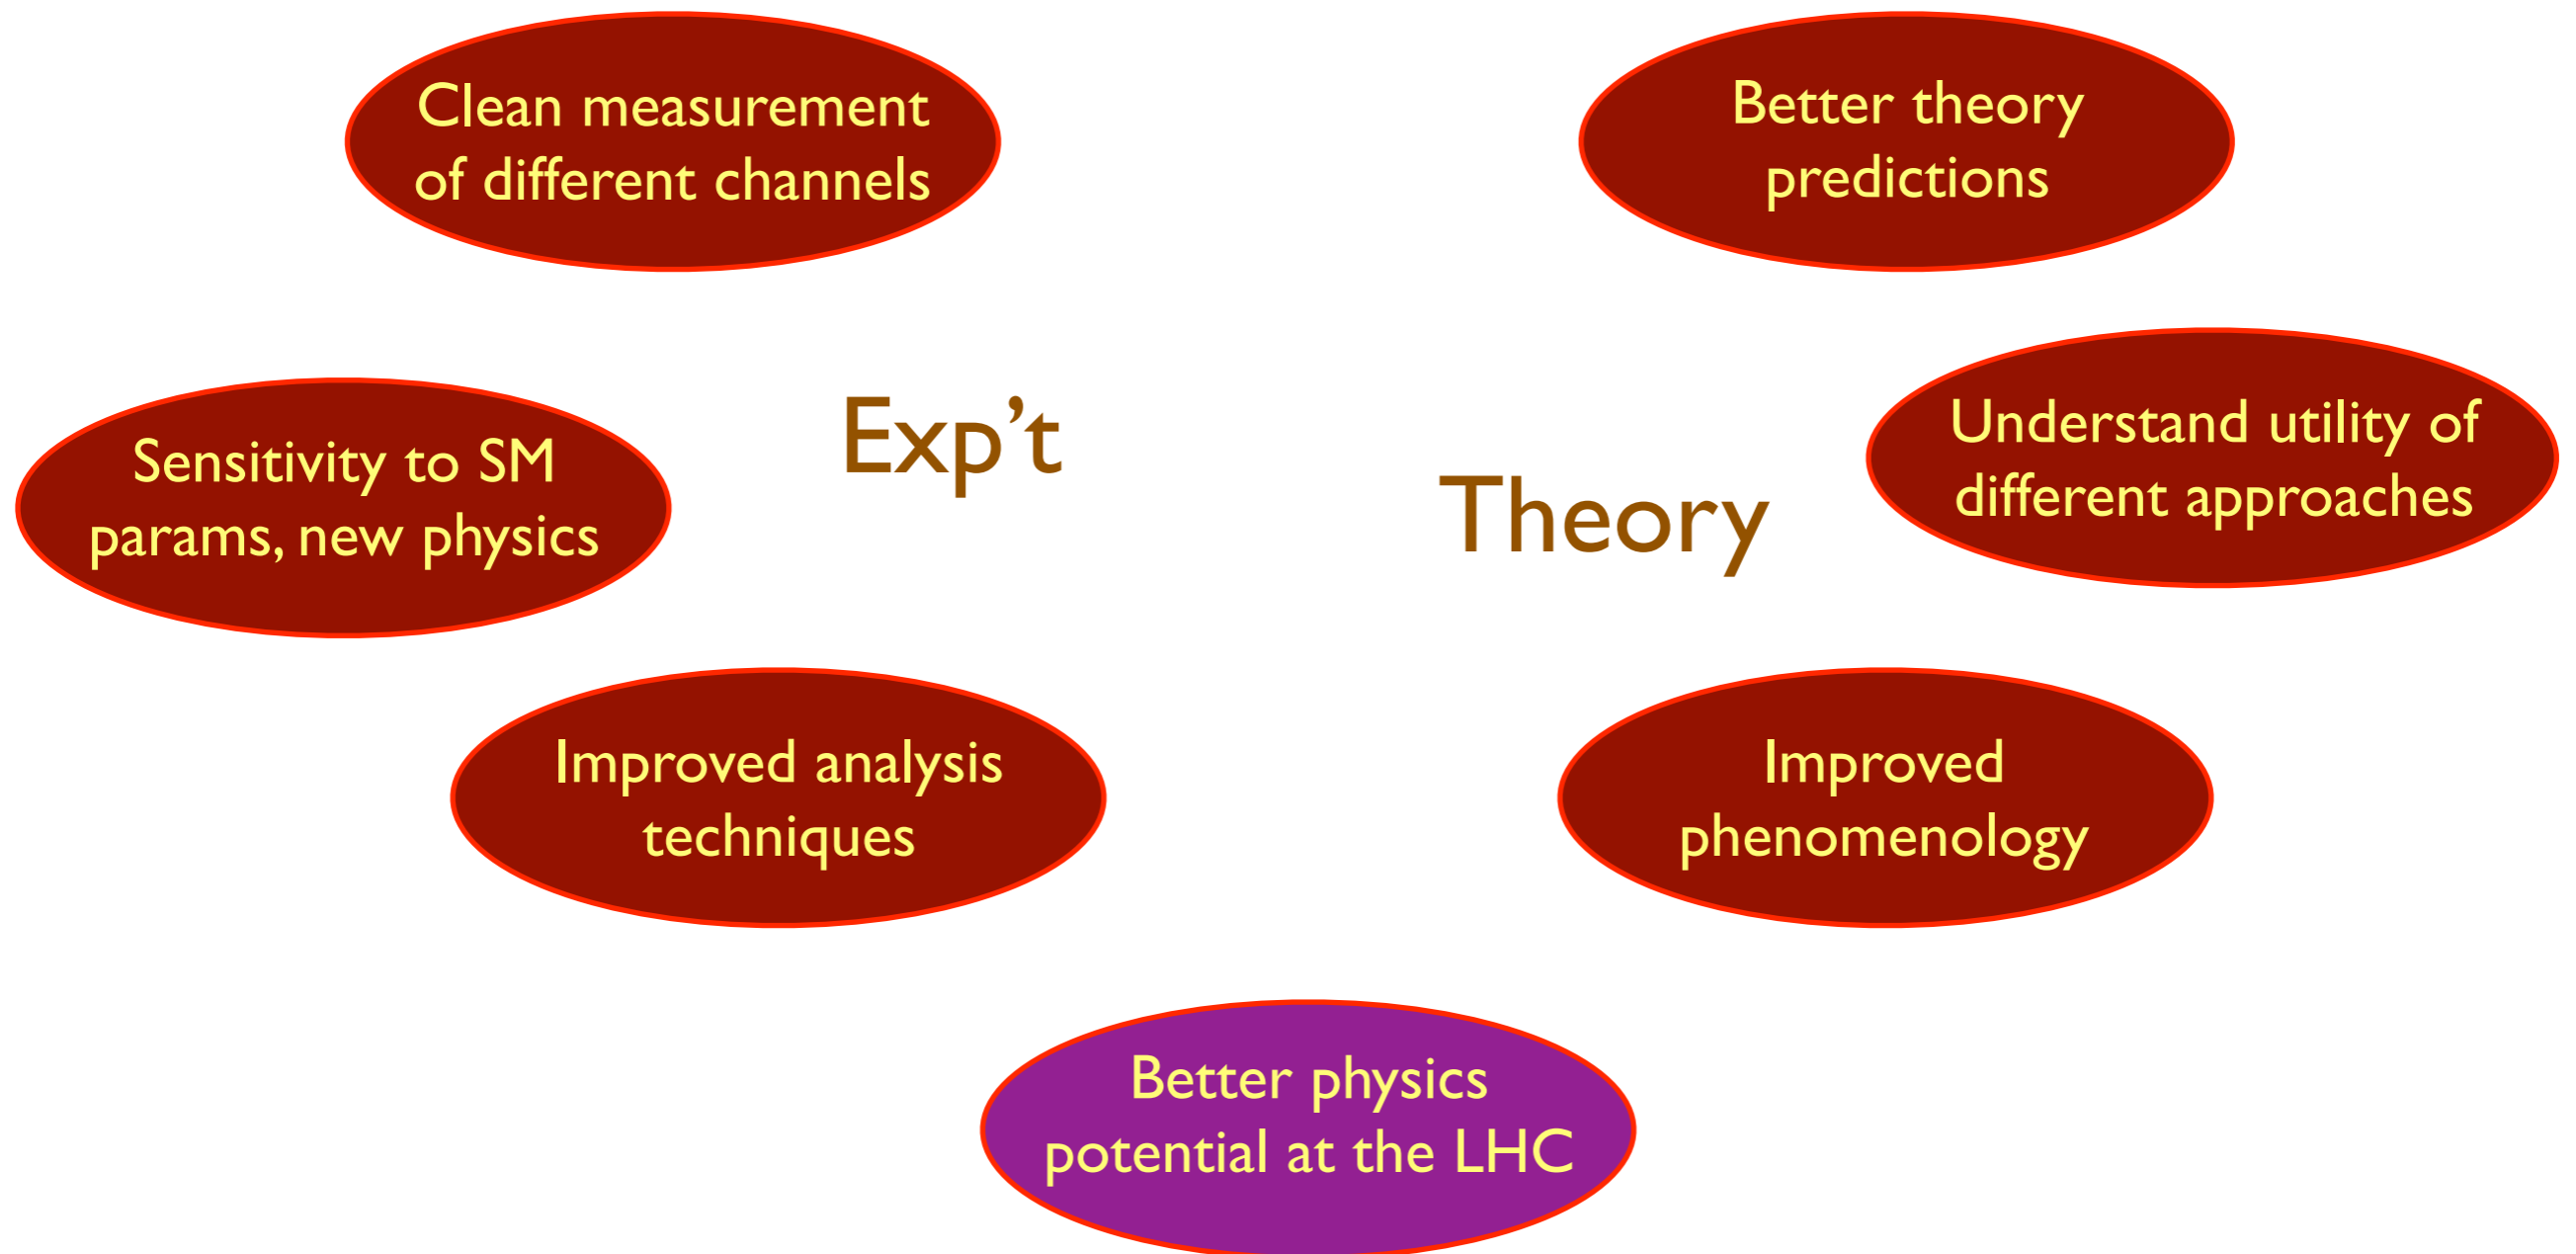 Clean measurement
of different channels
Better theory
predictions
Sensitivity to SM
params, new physics
Exp’t
Theory
Understand utility of
different approaches
Improved analysis
techniques
Improved
phenomenology
Better physics
potential at the LHC